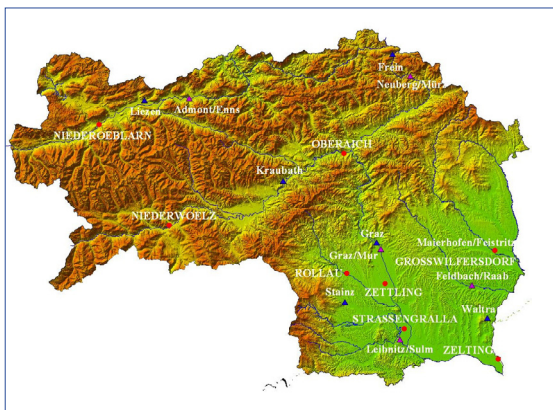 Frein
Neuberg/Mürz
Liezen
Admont/Enns
NIEDEROEBLARN
OBERAICH
Kraubath
NIEDERWOELZ
Graz
Graz/Mur
Maierhofen/Feistritz
GROSSWILFERSDORF
ROLLAU
Feldbach/Raab
ZETTLING
Stainz
Waltra
STRASSENGRALLA
Leibnitz/Sulm
ZELTING